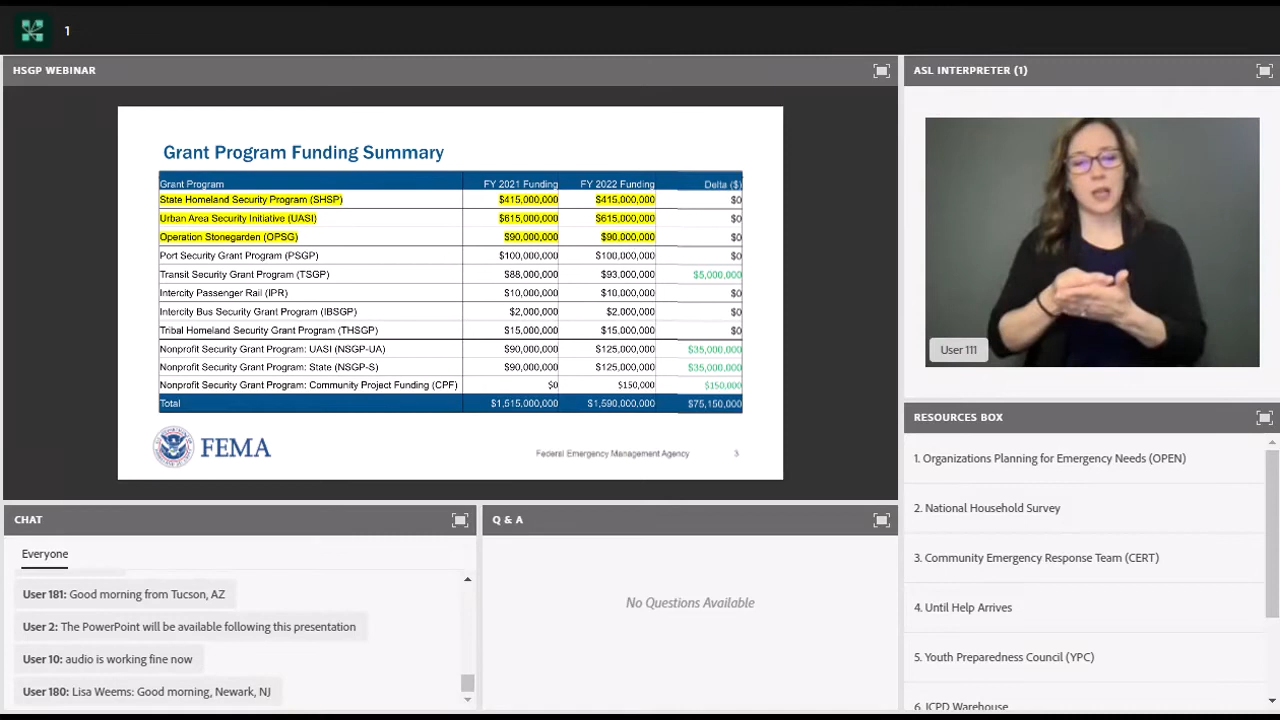 1
HSGP WEBINAR
Grant Program Funding Summary
Grant Program FY 2021 Funding FY 2022 Funding Delta ($)
State Homeland Security Program (SHSP) $415,000,000 $415,000,000 $0
Urban Area Security Initiative (UASI) $615,000,000 $615,000,000 $0
Operation Stonegarden (OPSG) $90,000,000 $90,000,000 $0
Port Security Grant Program (PSGP) $100,000,000 $100,000,000 $0
Transit Security Grant Program (TSGP) $88,000,000 $93,000,000 $5,000,000
Intercity Passenger Rail (IPR) $10,000,000 $10,000,000 $0
Intercity Bus Security Grant Program (IBSGP) $2,000,000 $2,000,000 $0
Tribal Homeland Security Grant Program (THSGP) $15,000,000 $15,000,000 $0
Nonprofit Security Grant Program: UASI (NSGP-UA) $90,000,000 $125,000,000 $35,000,000
Nonprofit Security Grant Program: State (NSGP-S) $90,000,000 $125,000,000 $35,000,000
Nonprofit Security Grant Program: Community Project Funding (CPF) $0 $150,000 $150,000
Total $1,515,000,000 $1,590,000,000 $75,150,000
FEMA
Federal Emergency Management Agency 3
ASL INTERPRETER (1)
User 111
RESOURCES BOX
1. Organizations Planning for Emergency Needs (OPEN)
2. National Household Survey
3. Community Emergency Response Team (CERT)
4. Until Help Arrives
5. Youth Preparedness Council (YPC)
6. ICPD Warehouse
CHAT
Everyone
User 181: Good morning from Tucson, AZ
User 2: The PowerPoint will be available following this presentation
User 10: audio is working fine now
User 180: Lisa Weems: Good morning, Newark, NJ
Q & A
No Questions Available